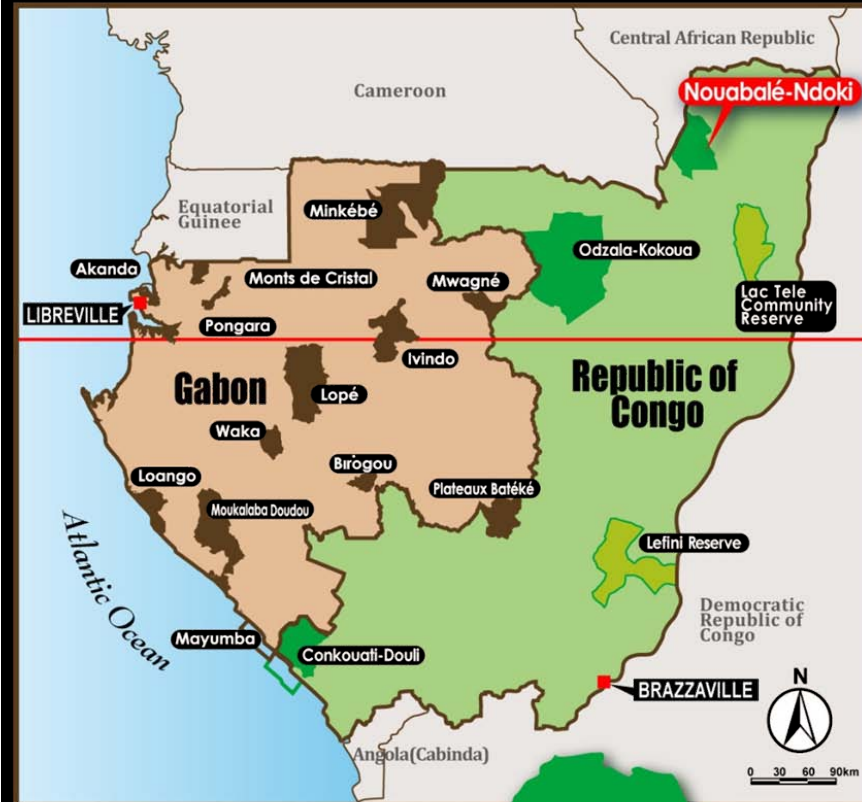 Central African Republic
Cameroon
Nouabalé-Ndoki
Equatorial
Guinee
Minkébé
Odzala-Kokoua
Akanda
Monts de Cristal
Mwagné
Lac Tele
Community
Reserve
LIBREVILLE
Pongara
Ivindo
Gabon
Lopé
Republic of
Congo
Waka
Birogou
Loango
Plateaux Batéké
Moukalaba Doudou
Atlantic Ocean
Lefini Reserve
Democratic
Republic of
Congo
Mayumba
Conkouati-Douli
BRAZZAVILLE
N
Angola(Cabinda)
0 30 60 90km